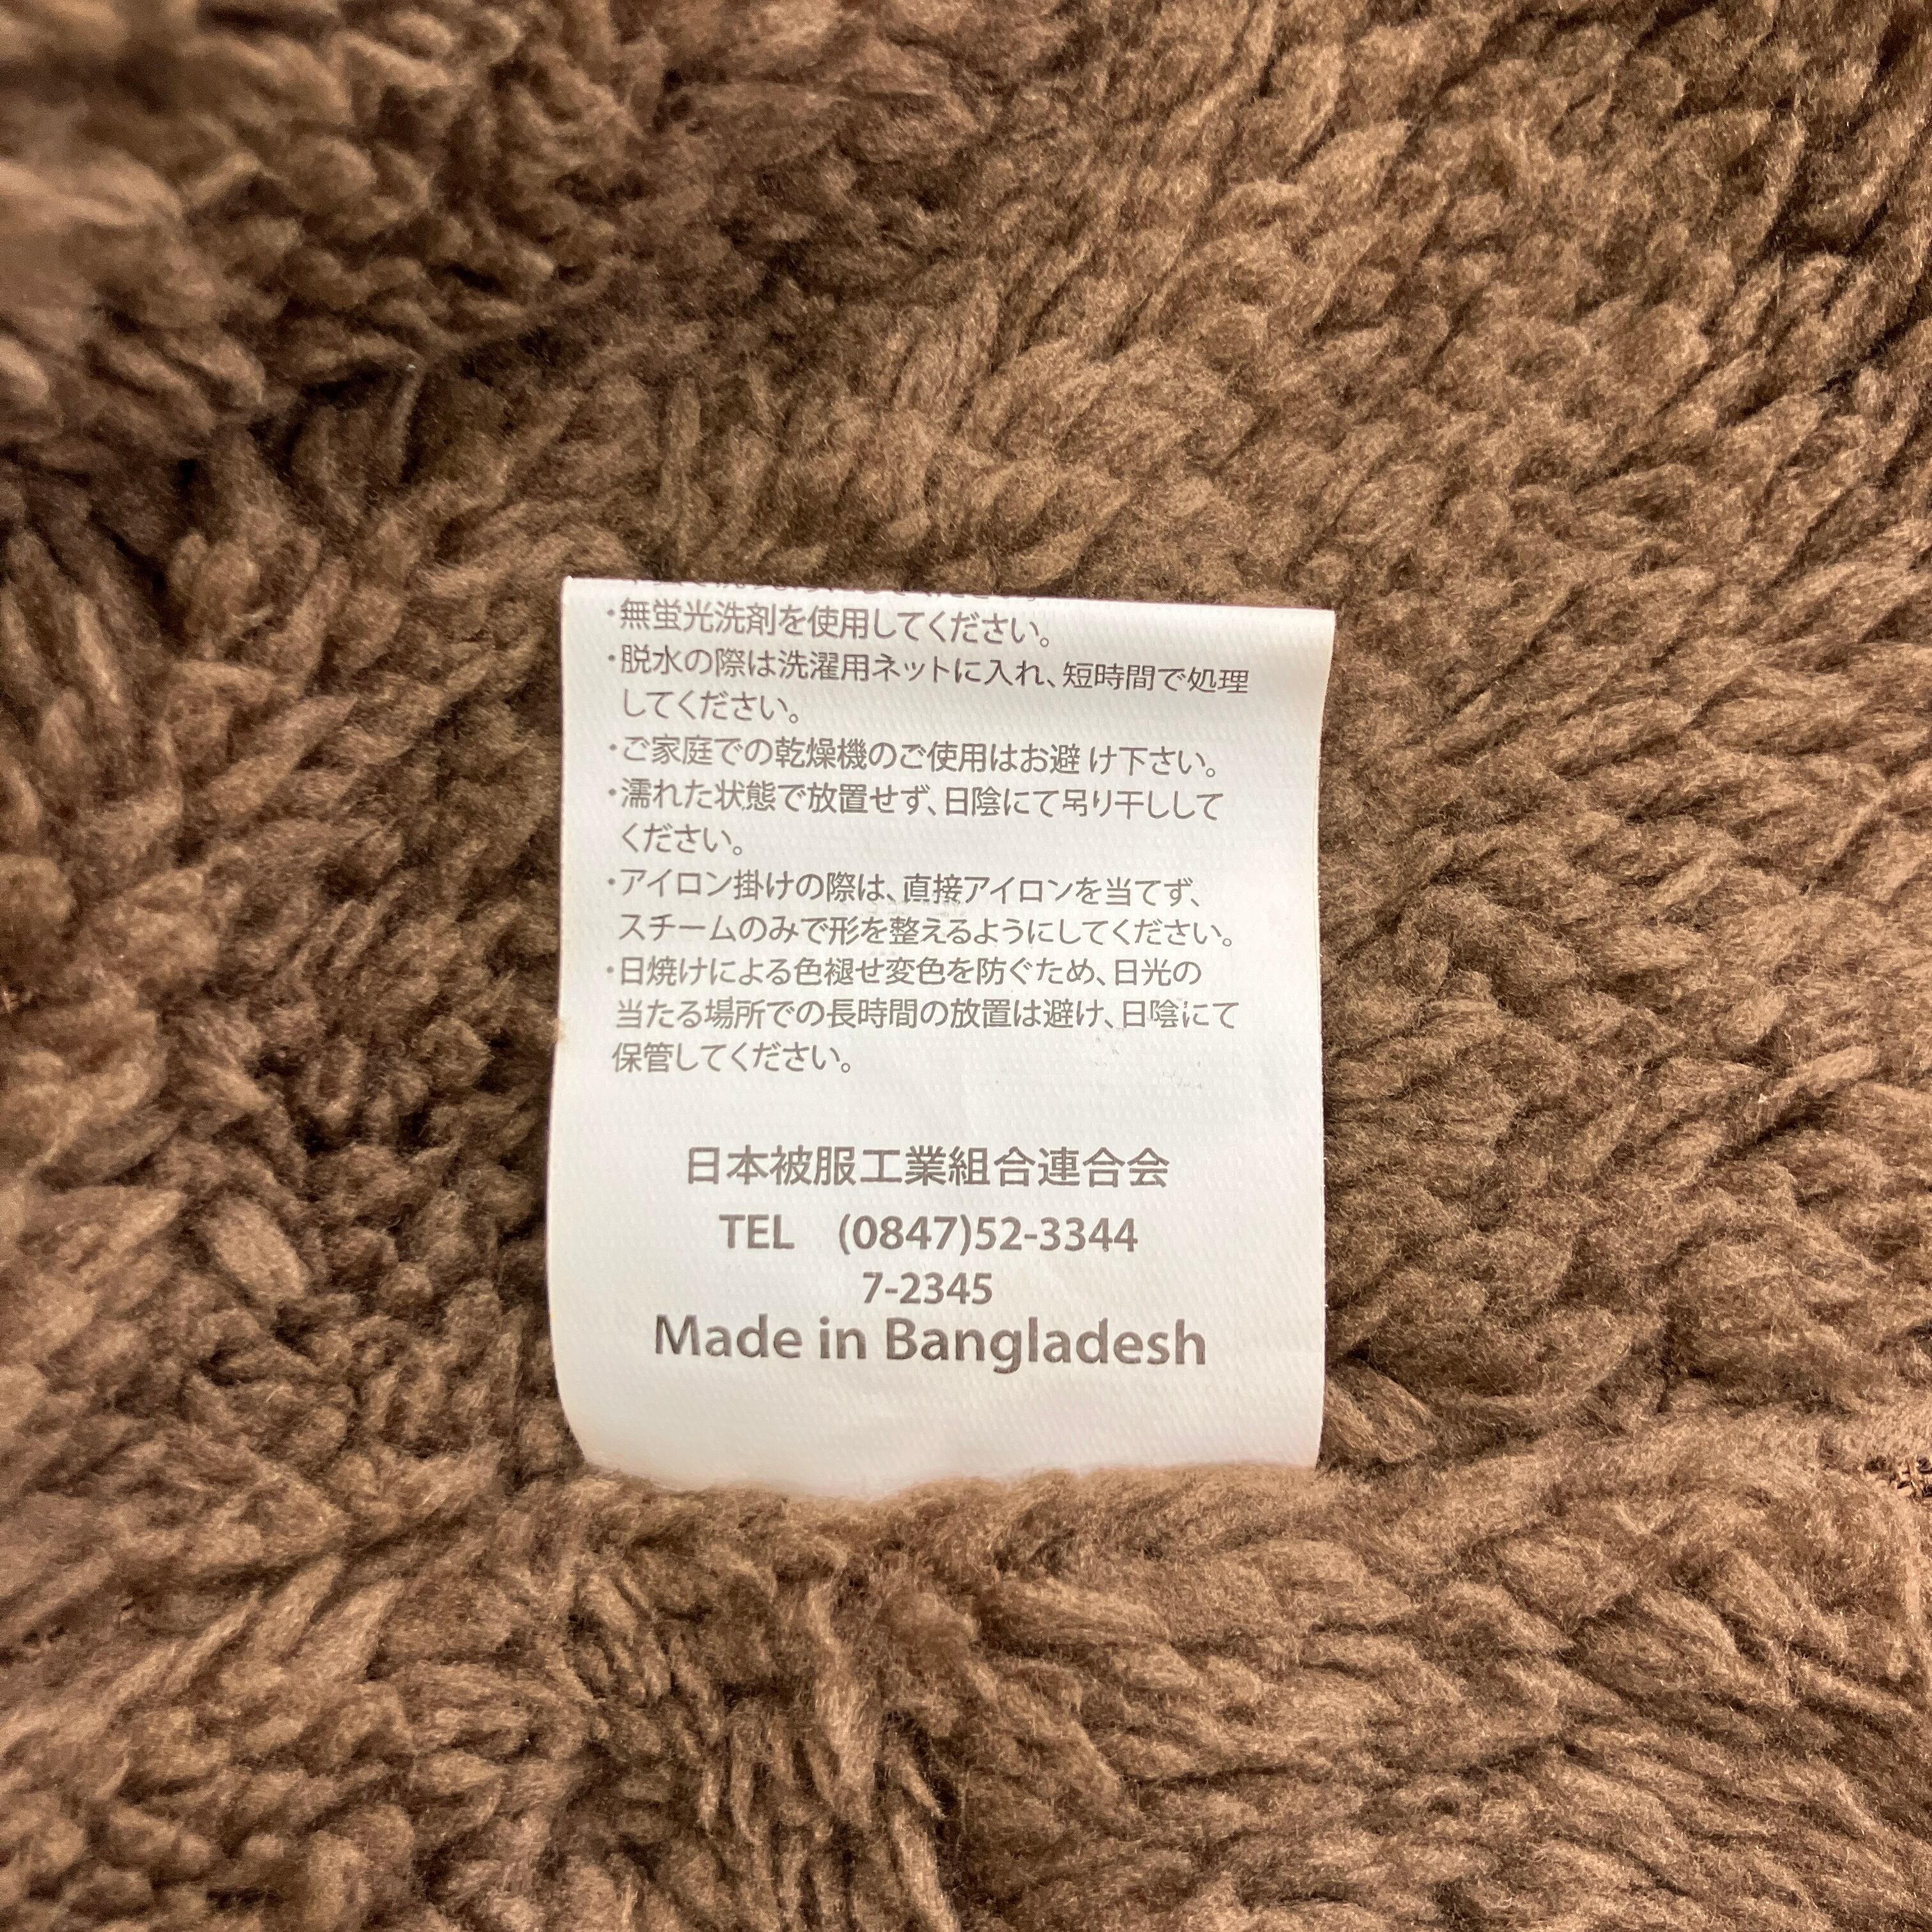 ・無蛍光洗剤を使用してください。
・脱水の際は洗濯用ネットに入れ、短時間で処理
してください。
・ご家庭での乾燥機のご使用はお避け下さい。
・濡れた状態で放置せず、日陰にて吊り干しして
ください。
・アイロン掛けの際は、直接アイロンを当てず、
スチームのみで形を整えるようにしてください。
・日焼けによる色褪せ変色を防ぐため、日光の
当たる場所での長時間の放置は避け、日陰にて
保管してください。
日本被服工業組合連合会
TEL (0847)52-3344
7-2345
Made in Bangladesh